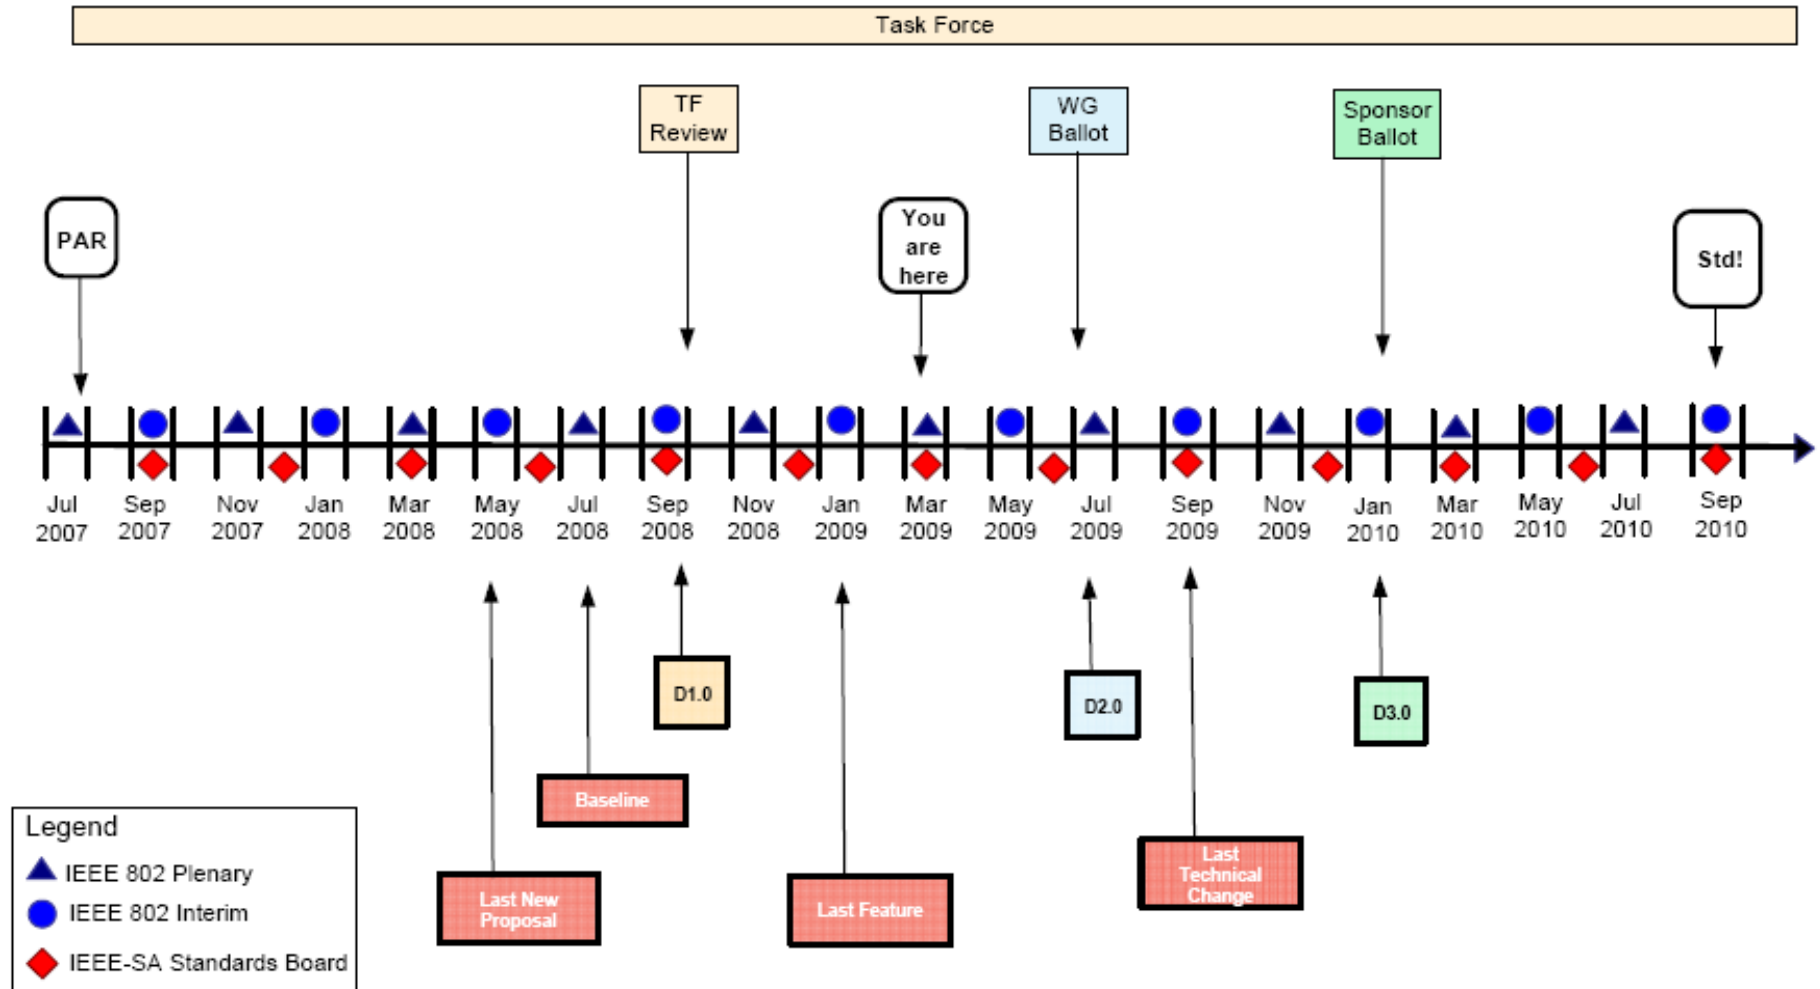 Task Force
TF
Review
WG
Ballot
Sponsor
Ballot
PAR
You
are
here
Std!
Jul
2007
Sep
2007
Nov
2007
Jan
2008
Mar
2008
May
2008
Jul
2008
Sep
2008
Nov
2008
Jan
2009
Mar
2009
May
2009
Jul
2009
Sep
2009
Nov
2009
Jan
2010
Mar
2010
May
2010
Jul
2010
Sep
2010
D1.0
D2.0
D3.0
Baseline
Last New
Proposal
Last Feature
Last
Technical
Change
Legend
IEEE 802 Plenary
IEEE 802 Interim
IEEE-SA Standards Board